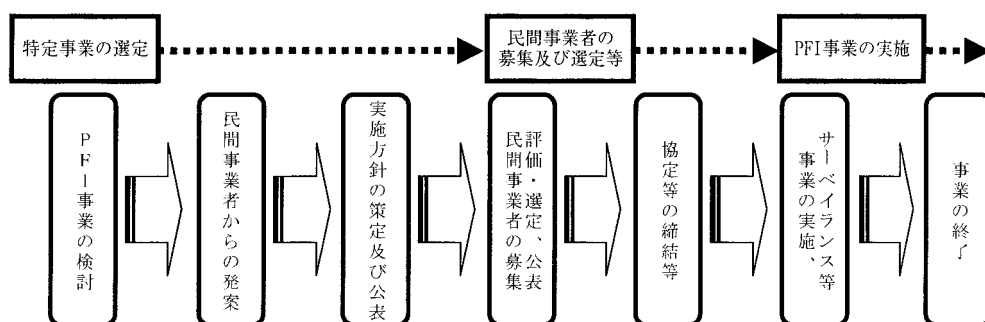 特定事業の選定
民間事業者の
募集及び選定等
PFI事業の実施
PFI事業の検討
民間事業者からの発案
実施方針の策定及び公表
民間事業者の募集
評価・選定、公表
協定等の締結等
事業の実施、
サーベイランス等
事業の終了